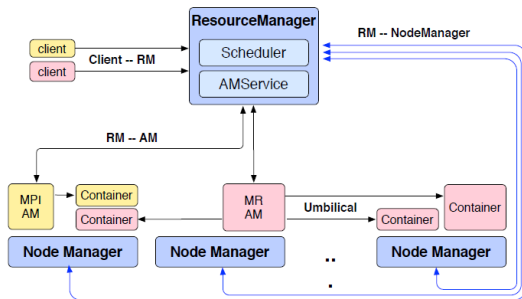 ResourceManager
client
client
Client -- RM
Scheduler
AMService
RM -- NodeManager
RM -- AM
MPI
AM
Container
Container
MR
AM
Umbilical
Container
Container
Node Manager
Node Manager
..
.
Node Manager